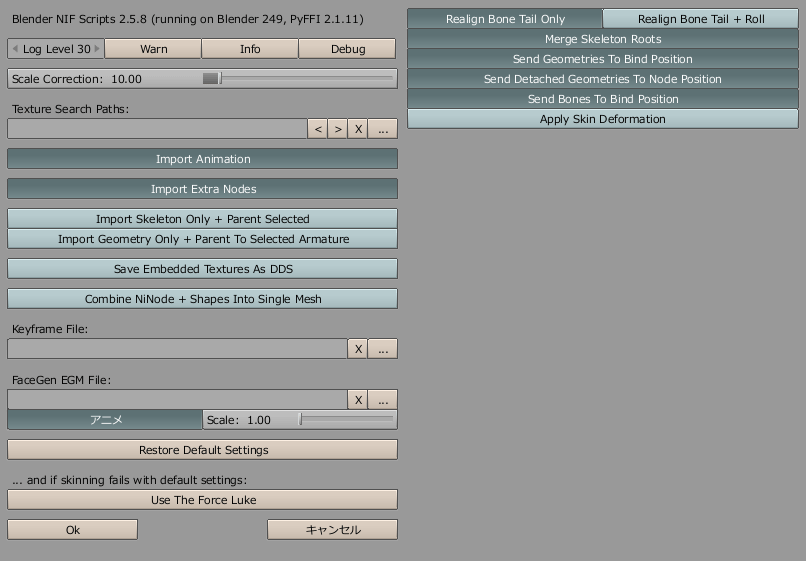 Blender NIF Scripts 2.5.8 (running on Blender 249, PyFFI 2.1.11)
Log Level 30 Warn Info Debug
Scale Correction: 10.00
Texture Search Paths:
< > X ...
Import Animation
Import Extra Nodes
Import Skeleton Only + Parent Selected
Import Geometry Only + Parent To Selected Armature
Save Embedded Textures As DDS
Combine NiNode + Shapes Into Single Mesh
Keyframe File:
X ...
FaceGen EGM File:
X ...
アニメ Scale: 1.00
Restore Default Settings
... and if skinning fails with default settings:
Use The Force Luke
Ok キャンセル
Realign Bone Tail Only Realign Bone Tail + Roll
Merge Skeleton Roots
Send Geometries To Bind Position
Send Detached Geometries To Node Position
Send Bones To Bind Position
Apply Skin Deformation